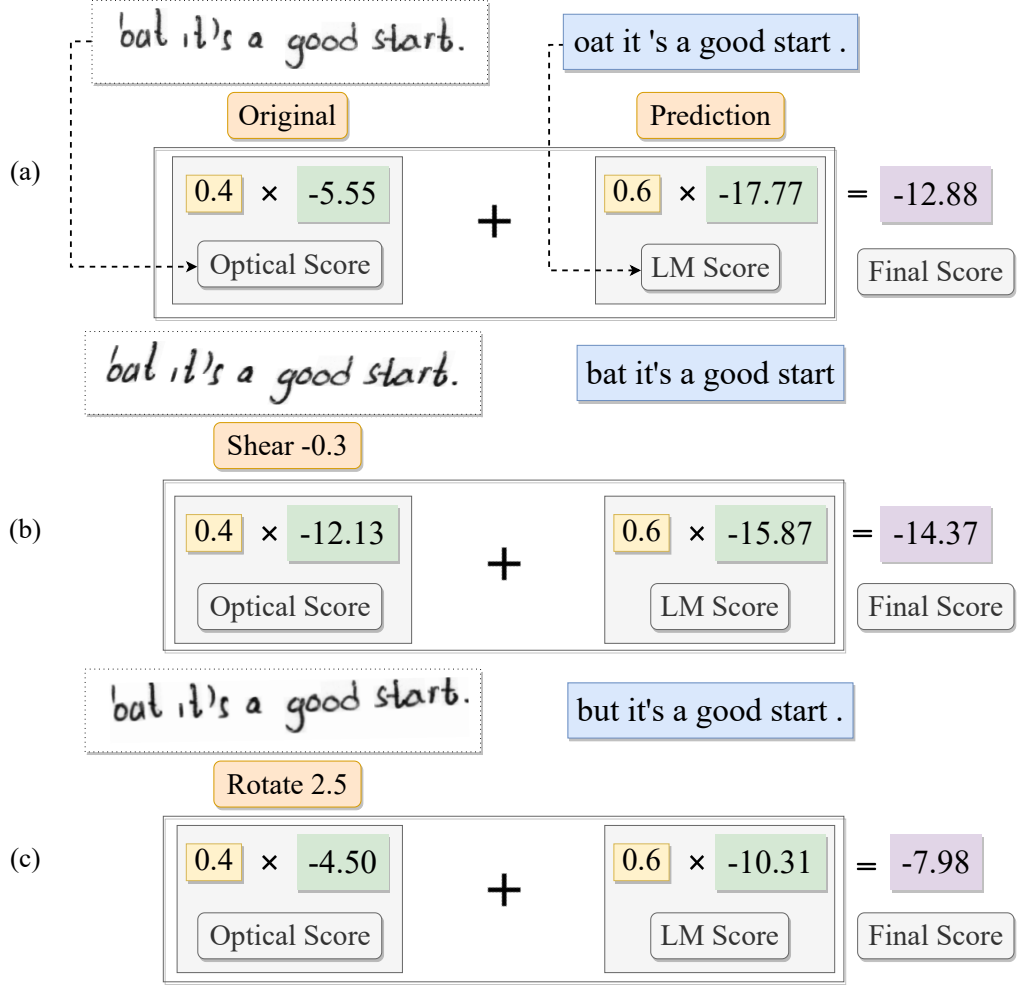 bat it's a good start.
oat it 's a good start .
Original
Prediction
(a)
0.4 × -5.55 + 0.6 × -17.77 = -12.88
Optical Score LM Score Final Score
bat it's a good start.
bat it's a good start
Shear -0.3
(b)
0.4 × -12.13 + 0.6 × -15.87 = -14.37
Optical Score LM Score Final Score
bat it's a good start.
but it's a good start .
Rotate 2.5
(c)
0.4 × -4.50 + 0.6 × -10.31 = -7.98
Optical Score LM Score Final Score